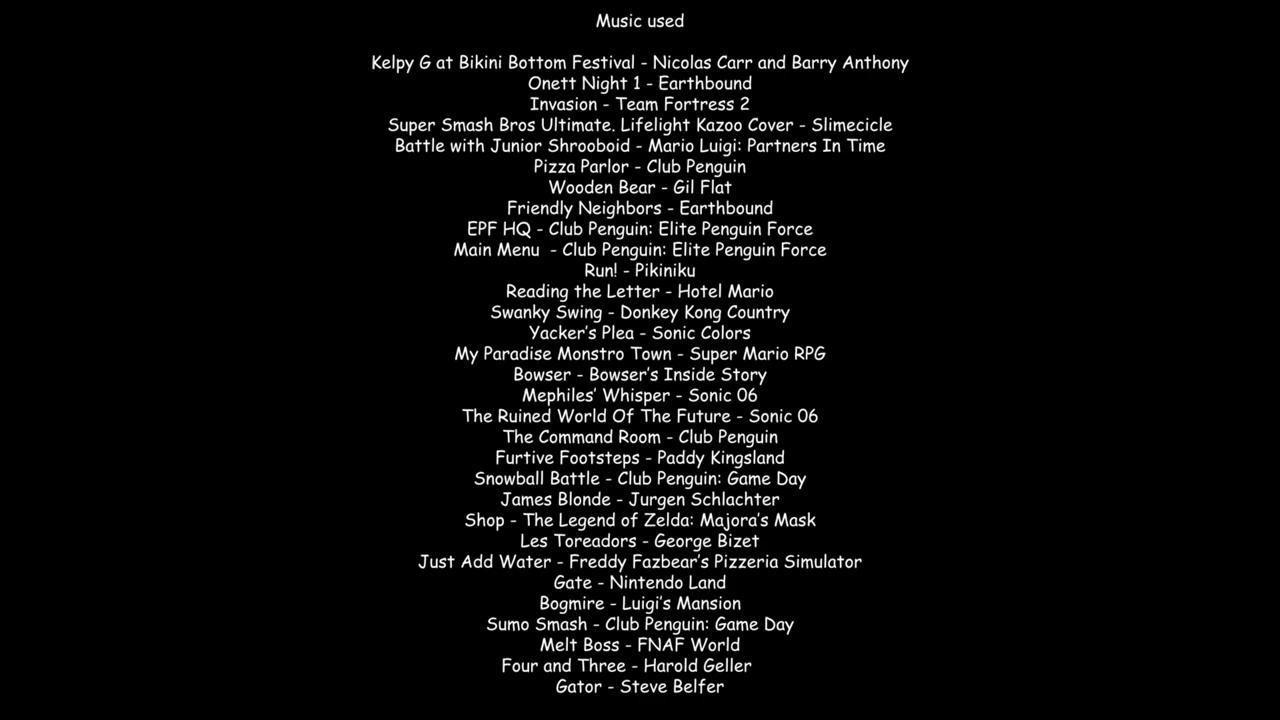 Music used
Kelpy G at Bikini Bottom Festival - Nicolas Carr and Barry Anthony
Onett Night 1 - Earthbound
Invasion - Team Fortress 2
Super Smash Bros Ultimate. Lifelight Kazoo Cover - Slimecicle
Battle with Junior Shrooboid - Mario Luigi: Partners In Time
Pizza Parlor - Club Penguin
Wooden Bear - Gil Flat
Friendly Neighbors - Earthbound
EPF HQ - Club Penguin: Elite Penguin Force
Main Menu  - Club Penguin: Elite Penguin Force
Run! - Pikiniku
Reading the Letter - Hotel Mario
Swanky Swing - Donkey Kong Country
Yacker's Plea - Sonic Colors
My Paradise Monstro Town - Super Mario RPG
Bowser - Bowser's Inside Story
Mephiles' Whisper - Sonic 06
The Ruined World Of The Future - Sonic 06
The Command Room - Club Penguin
Furtive Footsteps - Paddy Kingsland
Snowball Battle - Club Penguin: Game Day
James Blonde - Jurgen Schlachter
Shop - The Legend of Zelda: Majora's Mask
Les Toreadors - George Bizet
Just Add Water - Freddy Fazbear's Pizzeria Simulator
Gate - Nintendo Land
Bogmire - Luigi's Mansion
Sumo Smash - Club Penguin: Game Day
Melt Boss - FNAF World
Four and Three - Harold Geller
Gator - Steve Belfer